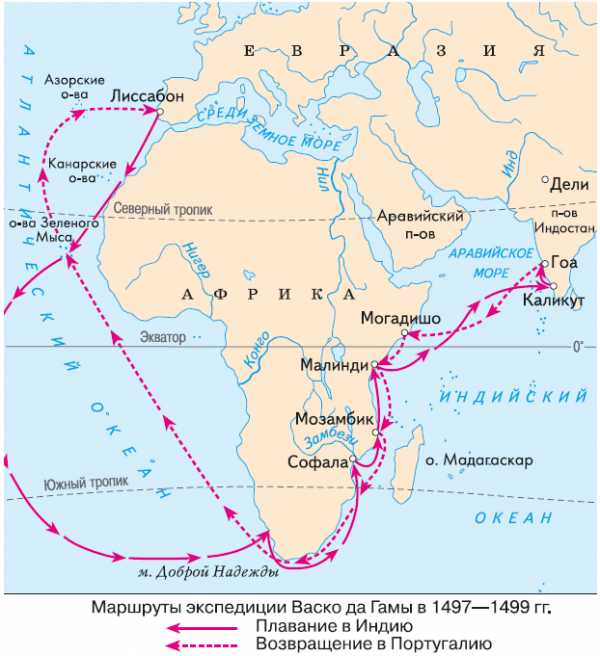 Е В Р А З И Я
АТЛАНТИЧЕСКИЙ ОКЕАН
Азорские
о-ва
Лиссабон
СРЕДИЗЕМНОЕ МОРЕ
Канарские
о-ва
Нил
Инд
Дели
п-ов
Индостан
Северный тропик
Аравийский
п-ов
о-ва Зеленого
Мыса
АРАВИЙСКОЕ
МОРЕ
Гоа
Каликут
Нигер
А Ф Р И К А
Могадишо
Экватор
0°
Конго
Малинди
ИНДИЙСКИЙ
Мозамбик
Замбези
Софала
о. Мадагаскар
Южный тропик
ОКЕАН
м. Доброй Надежды
Маршруты экспедиции Васко да Гамы в 1497—1499 гг.
Плавание в Индию
Возвращение в Португалию